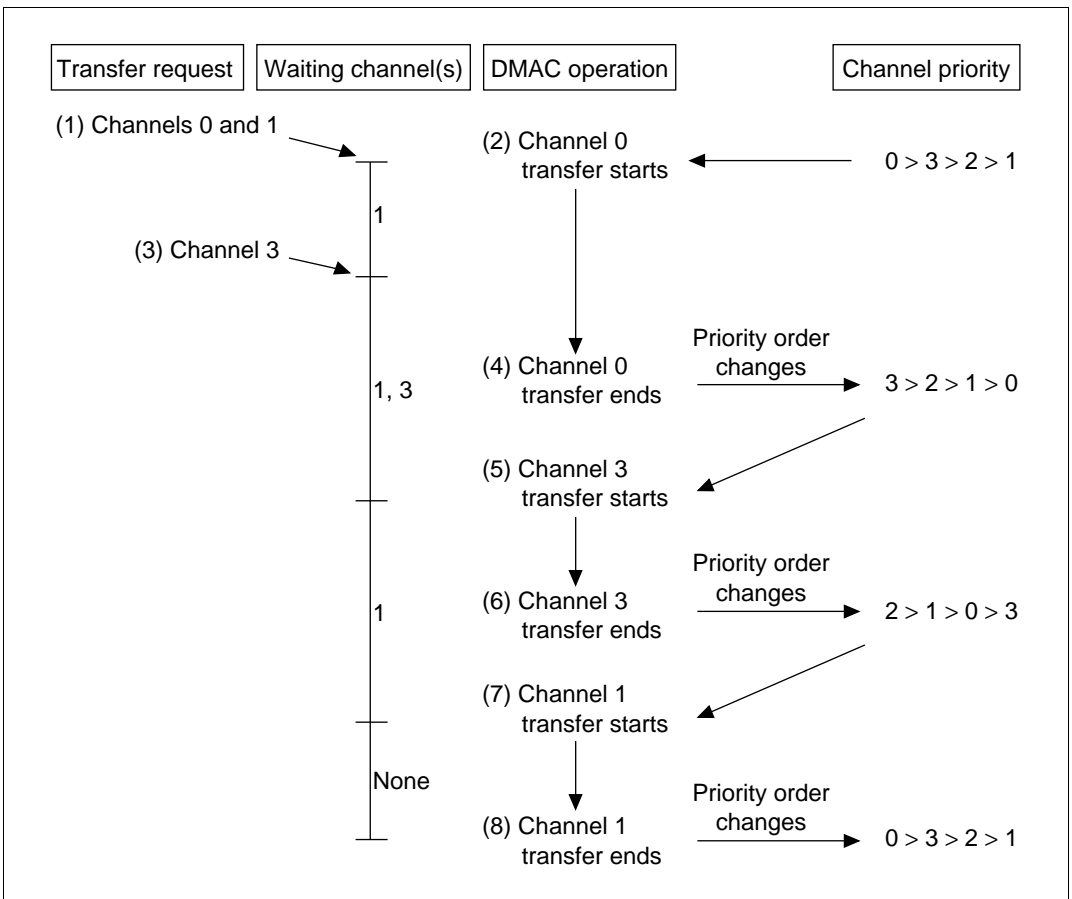 Transfer request
Waiting channel(s)
DMAC operation
Channel priority
(1) Channels 0 and 1
(2) Channel 0
transfer starts
0 > 3 > 2 > 1
1
(3) Channel 3
Priority order
changes
(4) Channel 0
transfer ends
3 > 2 > 1 > 0
1, 3
(5) Channel 3
transfer starts
Priority order
changes
(6) Channel 3
transfer ends
2 > 1 > 0 > 3
1
(7) Channel 1
transfer starts
None
Priority order
changes
(8) Channel 1
transfer ends
0 > 3 > 2 > 1